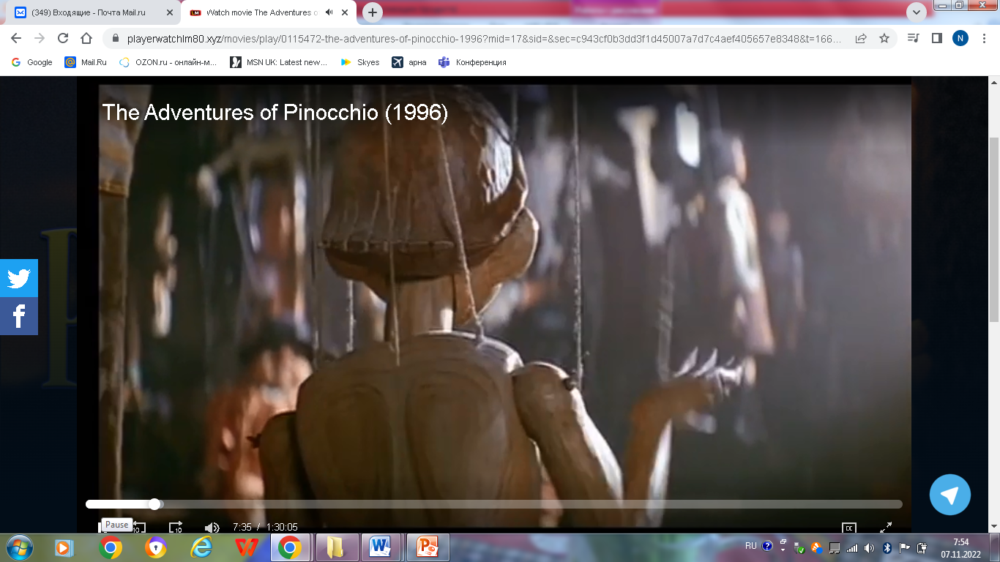 (349) Входящие - Почта Mail.ru
Watch movie The Adventures o
playerwatchlm80.xyz/movies/play/0115472-the-adventures-of-pinocchio-1996?mid=17&sid=&sec=c943cf0b3dd3f1d45007a7d7c4aef405657e8348&t=166...
N
Google
Mail.Ru
OZON.ru - онлайн-м...
MSN UK: Latest new...
Skyes
арна
Конференция
The Adventures of Pinocchio (1996)
Pause
10
10
7:35 / 1:30:05
RU
7:54
07.11.2022